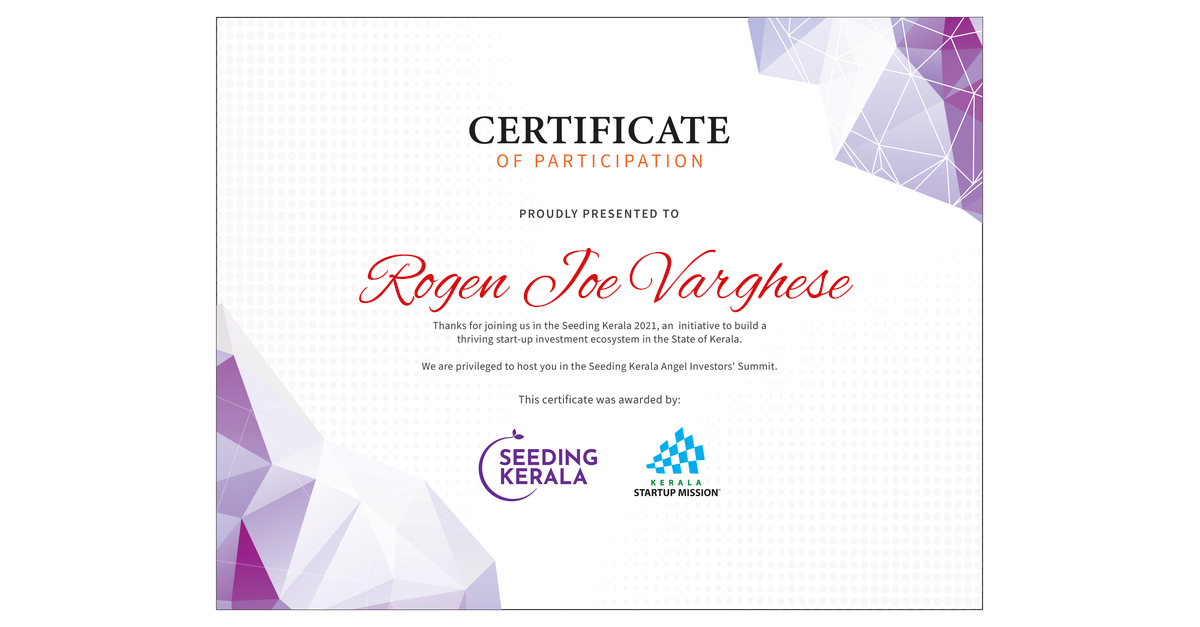 CERTIFICATE
OF PARTICIPATION
PROUDLY PRESENTED TO
Rogen Joe Varghese
Thanks for joining us in the Seeding Kerala 2021, an initiative to build a
thriving start-up investment ecosystem in the State of Kerala.
We are privileged to host you in the Seeding Kerala Angel Investors' Summit.
This certificate was awarded by:
SEEDING
KERALA
KERALA
STARTUP MISSION